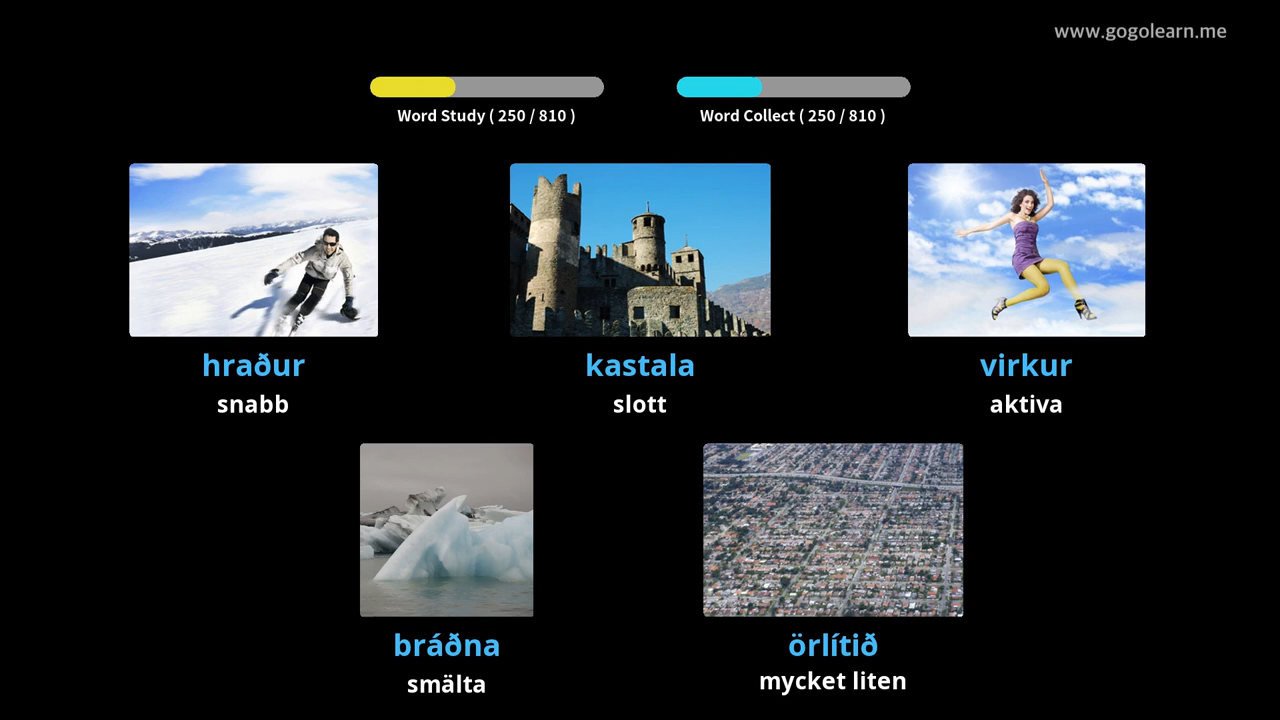 www.gogolearn.me
Word Study ( 250 / 810 )
Word Collect ( 250 / 810 )
hraður
snabb
kastala
slott
virkur
aktiva
bráðna
smälta
örlítið
mycket liten